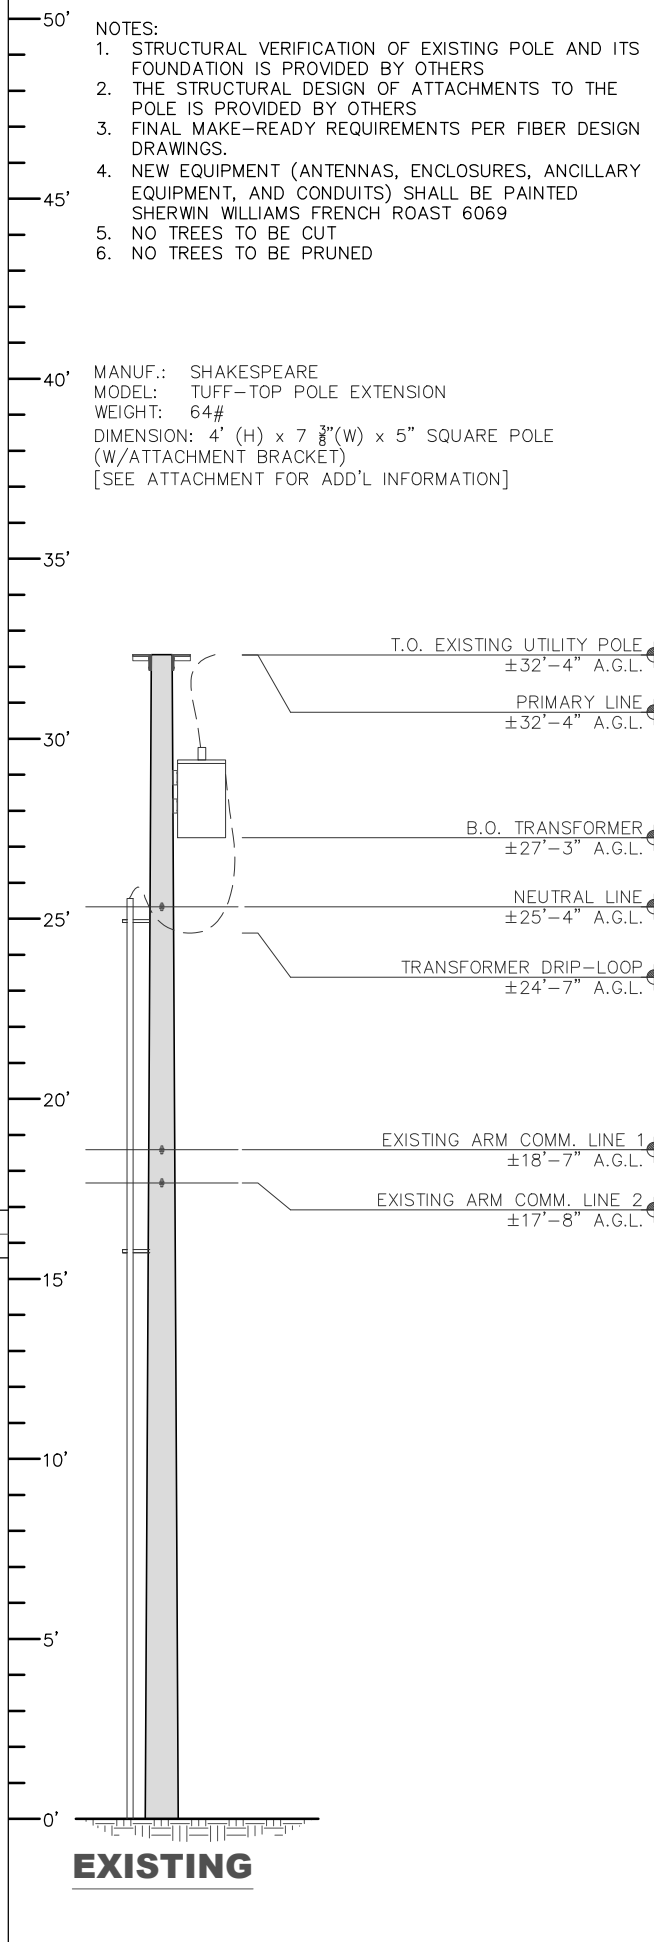 50'
NOTES:
1. STRUCTURAL VERIFICATION OF EXISTING POLE AND ITS
FOUNDATION IS PROVIDED BY OTHERS
2. THE STRUCTURAL DESIGN OF ATTACHMENTS TO THE
POLE IS PROVIDED BY OTHERS
3. FINAL MAKE-READY REQUIREMENTS PER FIBER DESIGN
DRAWINGS.
4. NEW EQUIPMENT (ANTENNAS, ENCLOSURES, ANCILLARY
EQUIPMENT, AND CONDUITS) SHALL BE PAINTED
SHERWIN WILLIAMS FRENCH ROAST 6069
5. NO TREES TO BE CUT
6. NO TREES TO BE PRUNED
45'
40'
MANUF.: SHAKESPEARE
MODEL: TUFF-TOP POLE EXTENSION
WEIGHT: 64#
DIMENSION: 4' (H) x 7 3/8"(W) x 5" SQUARE POLE
(W/ATTACHMENT BRACKET)
[SEE ATTACHMENT FOR ADD'L INFORMATION]
35'
T.O. EXISTING UTILITY POLE
±32'-4" A.G.L.
PRIMARY LINE
±32'-4" A.G.L.
30'
B.O. TRANSFORMER
±27'-3" A.G.L.
NEUTRAL LINE
±25'-4" A.G.L.
25'
TRANSFORMER DRIP-LOOP
±24'-7" A.G.L.
20'
EXISTING ARM COMM. LINE 1
±18'-7" A.G.L.
EXISTING ARM COMM. LINE 2
±17'-8" A.G.L.
15'
10'
5'
0'
EXISTING